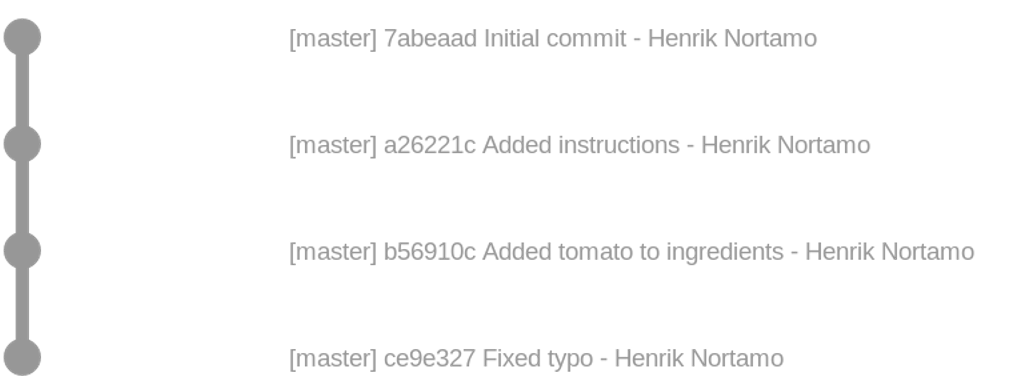 [master] 7abeaad Initial commit - Henrik Nortamo
[master] a26221c Added instructions - Henrik Nortamo
[master] b56910c Added tomato to ingredients - Henrik Nortamo
[master] ce9e327 Fixed typo - Henrik Nortamo